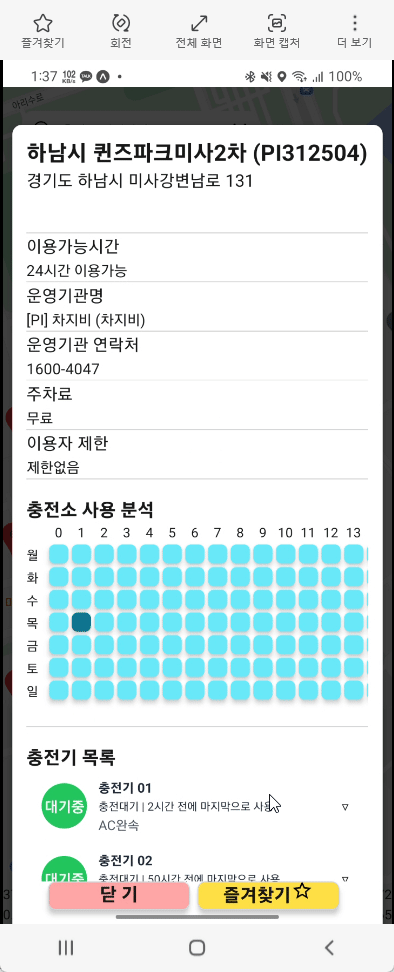 즐겨찾기 회전 전체 화면 화면 캡처 더 보기
1:37 102 KB/s 100%
아리수로
하남시 퀸즈파크미사2차 (PI312504)
경기도 하남시 미사강변남로 131
이용가능시간
24시간 이용가능
운영기관명
[PI] 차지비 (차지비)
운영기관 연락처
1600-4047
주차료
무료
이용자 제한
제한없음
충전소 사용 분석
0 1 2 3 4 5 6 7 8 9 10 11 12 13
월
화
수
목
금
토
일
충전기 목록
충전기 01
대기중
충전대기 | 2시간 전에 마지막으로 사용
AC완속
충전기 02
대기중
충전대기 | 50시간 전에 마지막으로 사용
닫 기 즐겨찾기